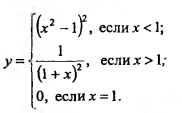 (x² − 1)², если x < 1;
y = { 1/(1 + x)², если x > 1;
0, если x = 1.